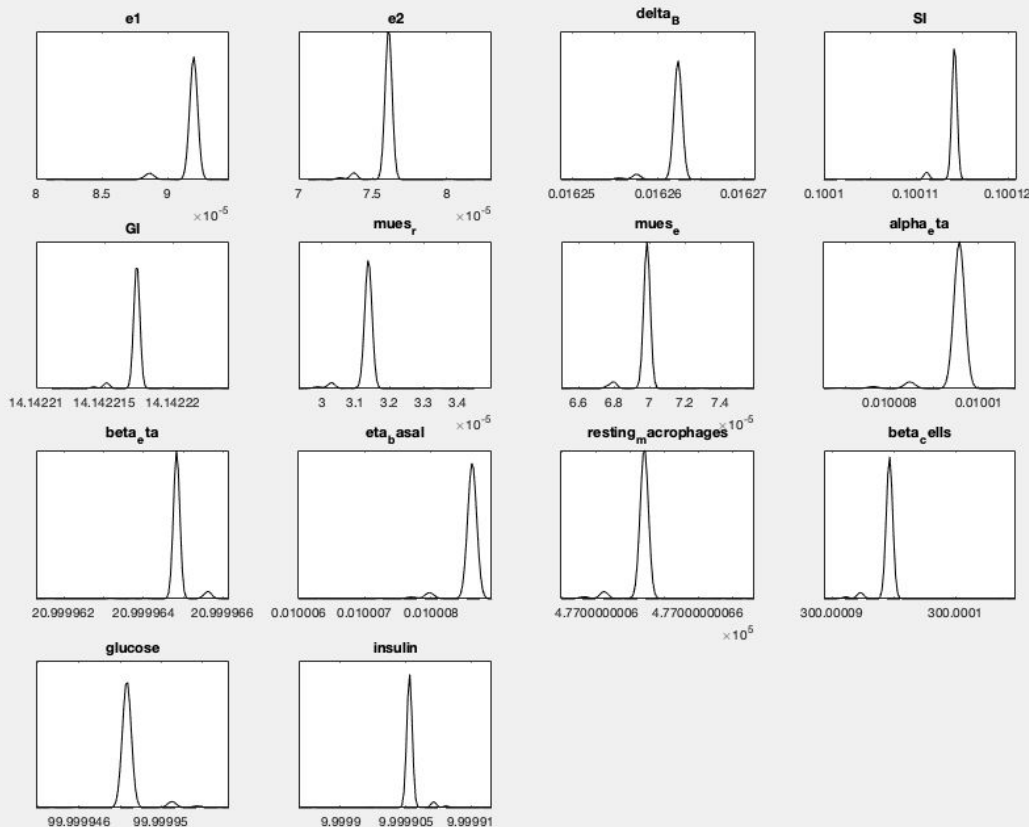 e1
e2
delta_B
SI
8 8.5 9
×10^-5
7 7.5 8
×10^-5
0.01625 0.01626 0.01627
0.1001 0.10011 0.10012
GI
mues_r
mues_e
alpha_eta
14.14221 14.142215 14.14222
3 3.1 3.2 3.3 3.4
×10^-5
6.6 6.8 7 7.2 7.4
×10^-5
0.010008 0.01001
beta_eta
eta_basal
resting_macrophages
beta_cells
20.999962 20.999964 20.999966
0.010006 0.010007 0.010008
4.77000000006 4.770000000066
×10^5
300.00009 300.0001
glucose
insulin
99.999946 99.99995
9.9999 9.999905 9.99991